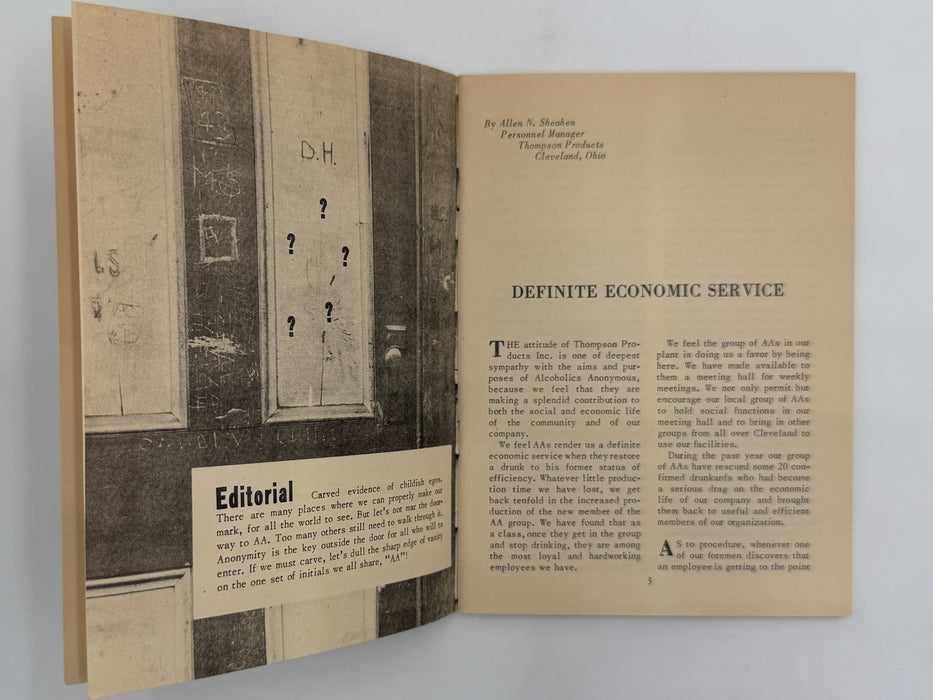 D.H.
?
?
?
?
?
Editorial Carved evidence of childish egos.
There are many places where we can properly make our
mark, for all the world to see. But let's not mar the door-
way to AA. Too many others still need to walk through it.
Anonymity is the key outside the door for all who will to
enter. If we must carve, let's dull the sharp edge of vanity
on the one set of initials we all share, "AA"!
By Allen N. Sheahen
Personnel Manager
Thompson Products
Cleveland, Ohio
DEFINITE ECONOMIC SERVICE
THE attitude of Thompson Pro-
ducts Inc. is one of deepest
sympathy with the aims and pur-
poses of Alcoholics Anonymous,
because we feel that they are
making a splendid contribution to
both the social and economic life
of the community and of our
company.
We feel AAs render us a definite
economic service when they restore
a drunk to his former status of
efficiency. Whatever little produc-
tion time we have lost, we get
back tenfold in the increased pro-
duction of the new member of the
AA group. We have found that as
a class, once they get in the group
and stop drinking, they are among
the most loyal and hardworking
employees we have.
We feel the group of AAs in our
plant is doing us a favor by being
here. We have made available to
them a meeting hall for weekly
meetings. We not only permit but
encourage our local group of AAs
to hold social functions in our
meeting hall and to bring in other
groups from all over Cleveland to
use our facilities.
During the past year our group
of AAs have rescued some 20 con-
firmed drunkards who had become
a serious drag on the economic
life of our company and brought
them back to useful and efficient
members of our organization.
AS to procedure, whenever one
of our foremen discovers that
an employee is getting to the point
3